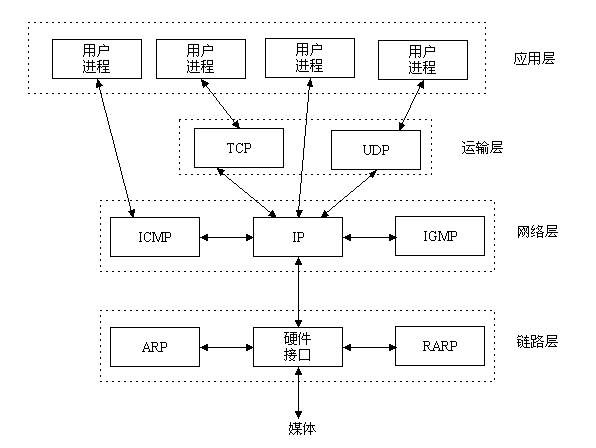 用户
进程
用户
进程
用户
进程
用户
进程
应用层
TCP
UDP
运输层
ICMP
IP
IGMP
网络层
ARP
硬件
接口
RARP
链路层
媒体